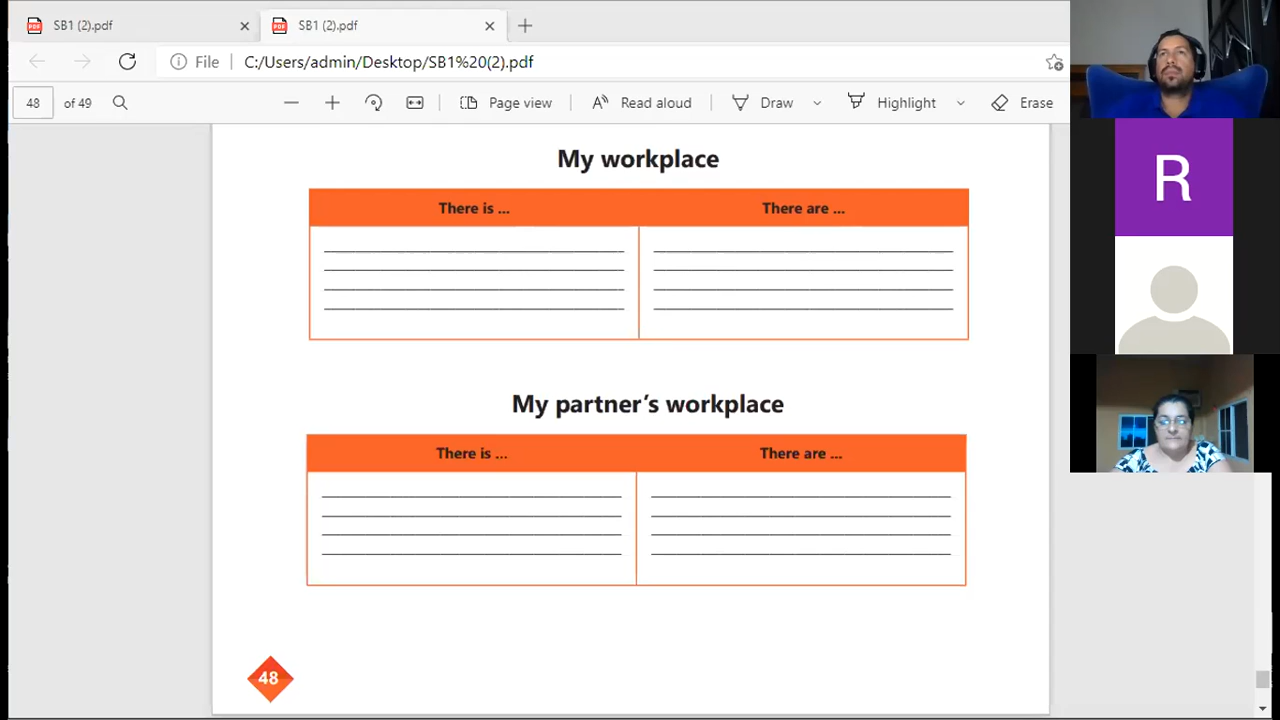 SB1 (2).pdf
SB1 (2).pdf
File C:/Users/admin/Desktop/SB1%20(2).pdf
48 of 49 Page view Read aloud Draw Highlight Erase
My workplace
There is ... There are ...
My partner's workplace
There is ... There are ...
48
R